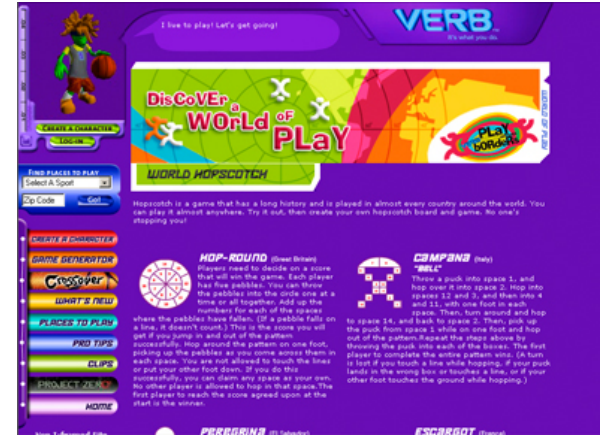 I live to play! Let's get going!
VERB
It's what you do.
CREATE A CHARACTER
LOG-IN
DisCoVEr a
WOrLd OF
PLaY
PLaY
bORdERs
WORLD OF PLAY
FIND PLACES TO PLAY
Select A Sport
Zip Code
Go!
WORLD HOPSCOTCH
Hopscotch is a game that has a long history and is played in almost every country around the world. You
can play it almost anywhere. Try it out, then create your own hopscotch board and game. No one's
stopping you!
CREATE A CHARACTER
GAME GENERATOR
Crossover
WHAT'S NEW
PLACES TO PLAY
PRO TIPS
CLIPS
PROJECT ZERO
HOME
HOP-ROUND (Great Britain)
Players need to decide on a score
that will win the game. Each player
has five pebbles. You can throw
the pebbles into the circle one at a
time or all together. Add up the
numbers for each of the spaces
where the pebbles have fallen. (If a pebble falls on
a line, it doesn't count.) This is the score you will
get if you jump in and out of the pattern
successfully. Hop around the pattern on one foot,
picking up the pebbles as you come across them in
each space. You are not allowed to touch the lines
or put your other foot down. If you do this
successfully, you can claim any space as your own.
No other player is allowed to hop in that space.The
first player to reach the score agreed upon at the
start is the winner.
CAMPANA (Italy)
"BELL"
Throw a puck into space 1, and
hop over it into space 2. Hop into
spaces 12 and 3, and then into 4
and 11, with one foot in each
space. Then, turn around and hop
to space 14, and back to space 2. Then, pick up
the puck from space 1 while on one foot and hop
out of the pattern.Repeat the steps above by
throwing the puck into each of the boxes. The first
player to complete the entire pattern wins. (A turn
is lost if you touch a line while hopping, if your puck
lands in the wrong box or touches a line, or if your
other foot touches the ground while hopping.)
PEREGRINA (El Salvador)
ESCARGOT (France)